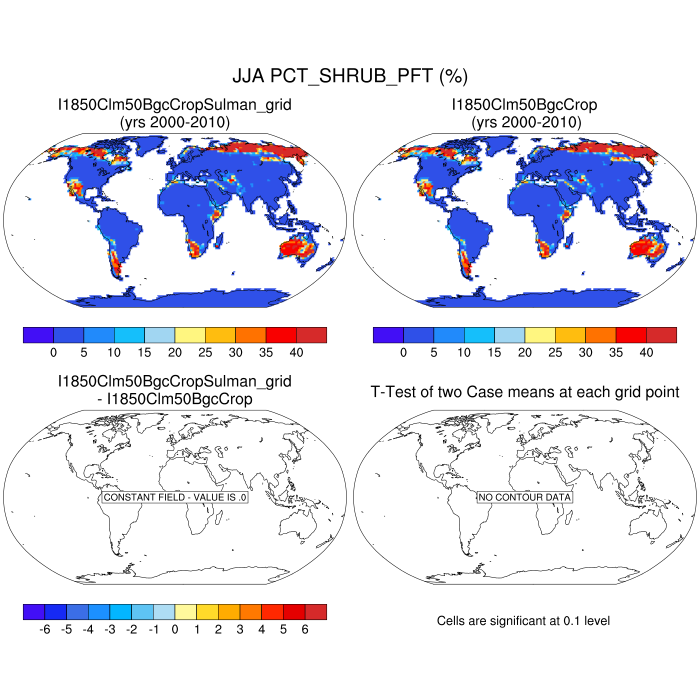 JJA PCT_SHRUB_PFT (%)
I1850Clm50BgcCropSulman_grid
(yrs 2000-2010)
I1850Clm50BgcCrop
(yrs 2000-2010)
0 5 10 15 20 25 30 35 40
0 5 10 15 20 25 30 35 40
I1850Clm50BgcCropSulman_grid
- I1850Clm50BgcCrop
T-Test of two Case means at each grid point
CONSTANT FIELD - VALUE IS .0
NO CONTOUR DATA
-6 -5 -4 -3 -2 -1 0 1 2 3 4 5 6
Cells are significant at 0.1 level